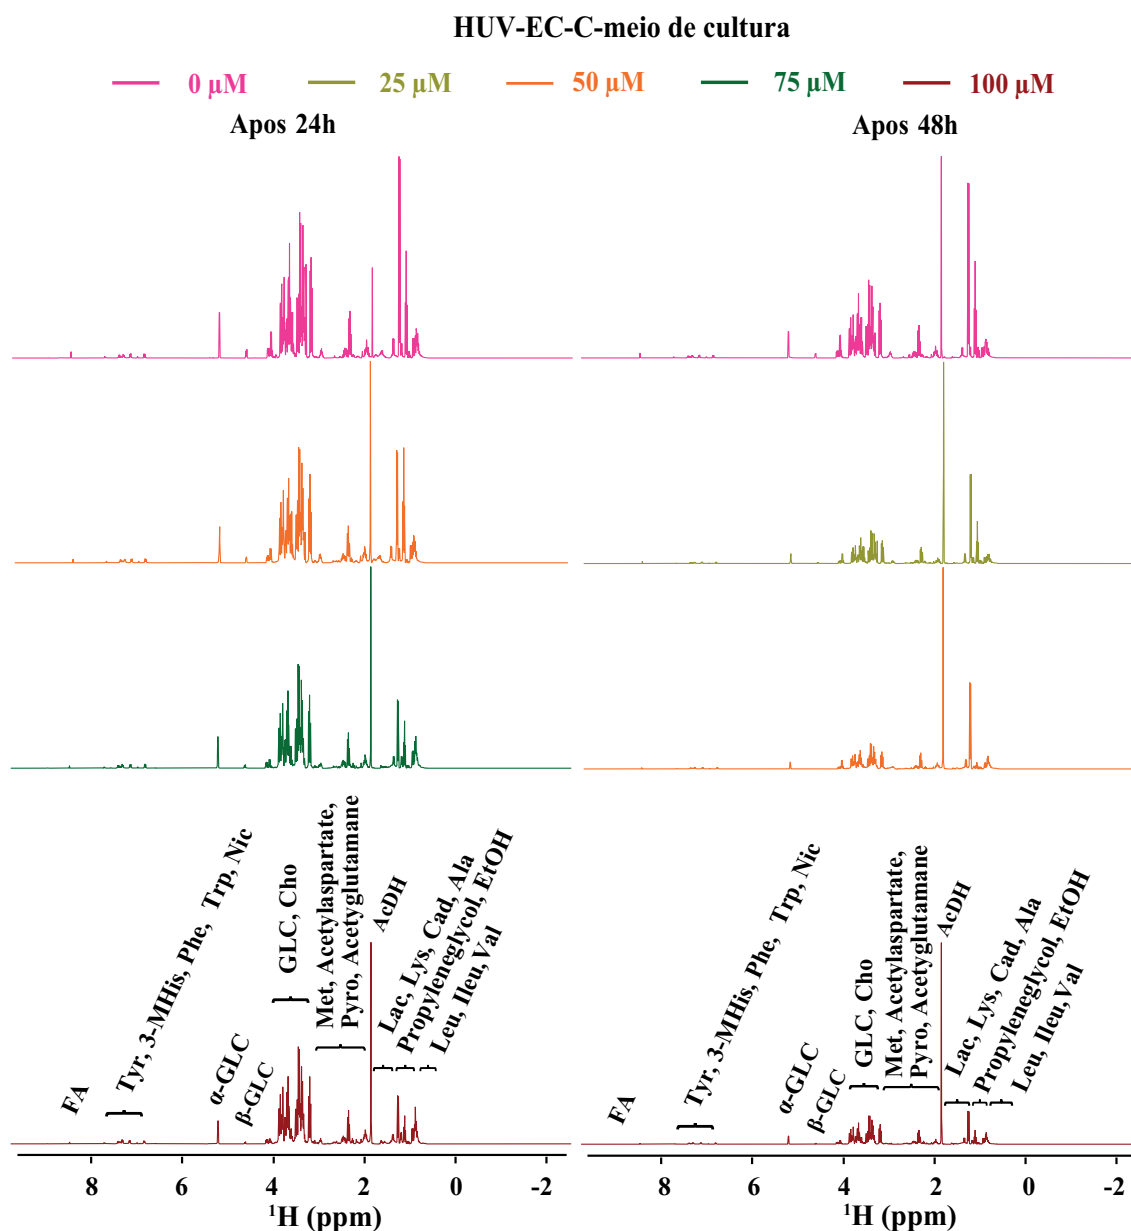 HUV-EC-C-meio de cultura
0 µM
25 µM
50 µM
75 µM
100 µM
Apos 24h
FA
Tyr, 3-MHis, Phe, Trp, Nic
α-GLC
β-GLC
GLC, Cho
Met, Acetylaspartate,
Pyro, Acetyglutamane
AcDH
Lac, Lys, Cad, Ala
Propyleneglycol, EtOH
Leu, Ileu, Val
8 6 4 2 0 -2
¹H (ppm)
Apos 48h
FA
Tyr, 3-MHis, Phe, Trp, Nic
α-GLC
β-GLC
GLC, Cho
Met, Acetylaspartate,
Pyro, Acetyglutamane
AcDH
Lac, Lys, Cad, Ala
Propyleneglycol, EtOH
Leu, Ileu, Val
8 6 4 2 0 -2
¹H (ppm)